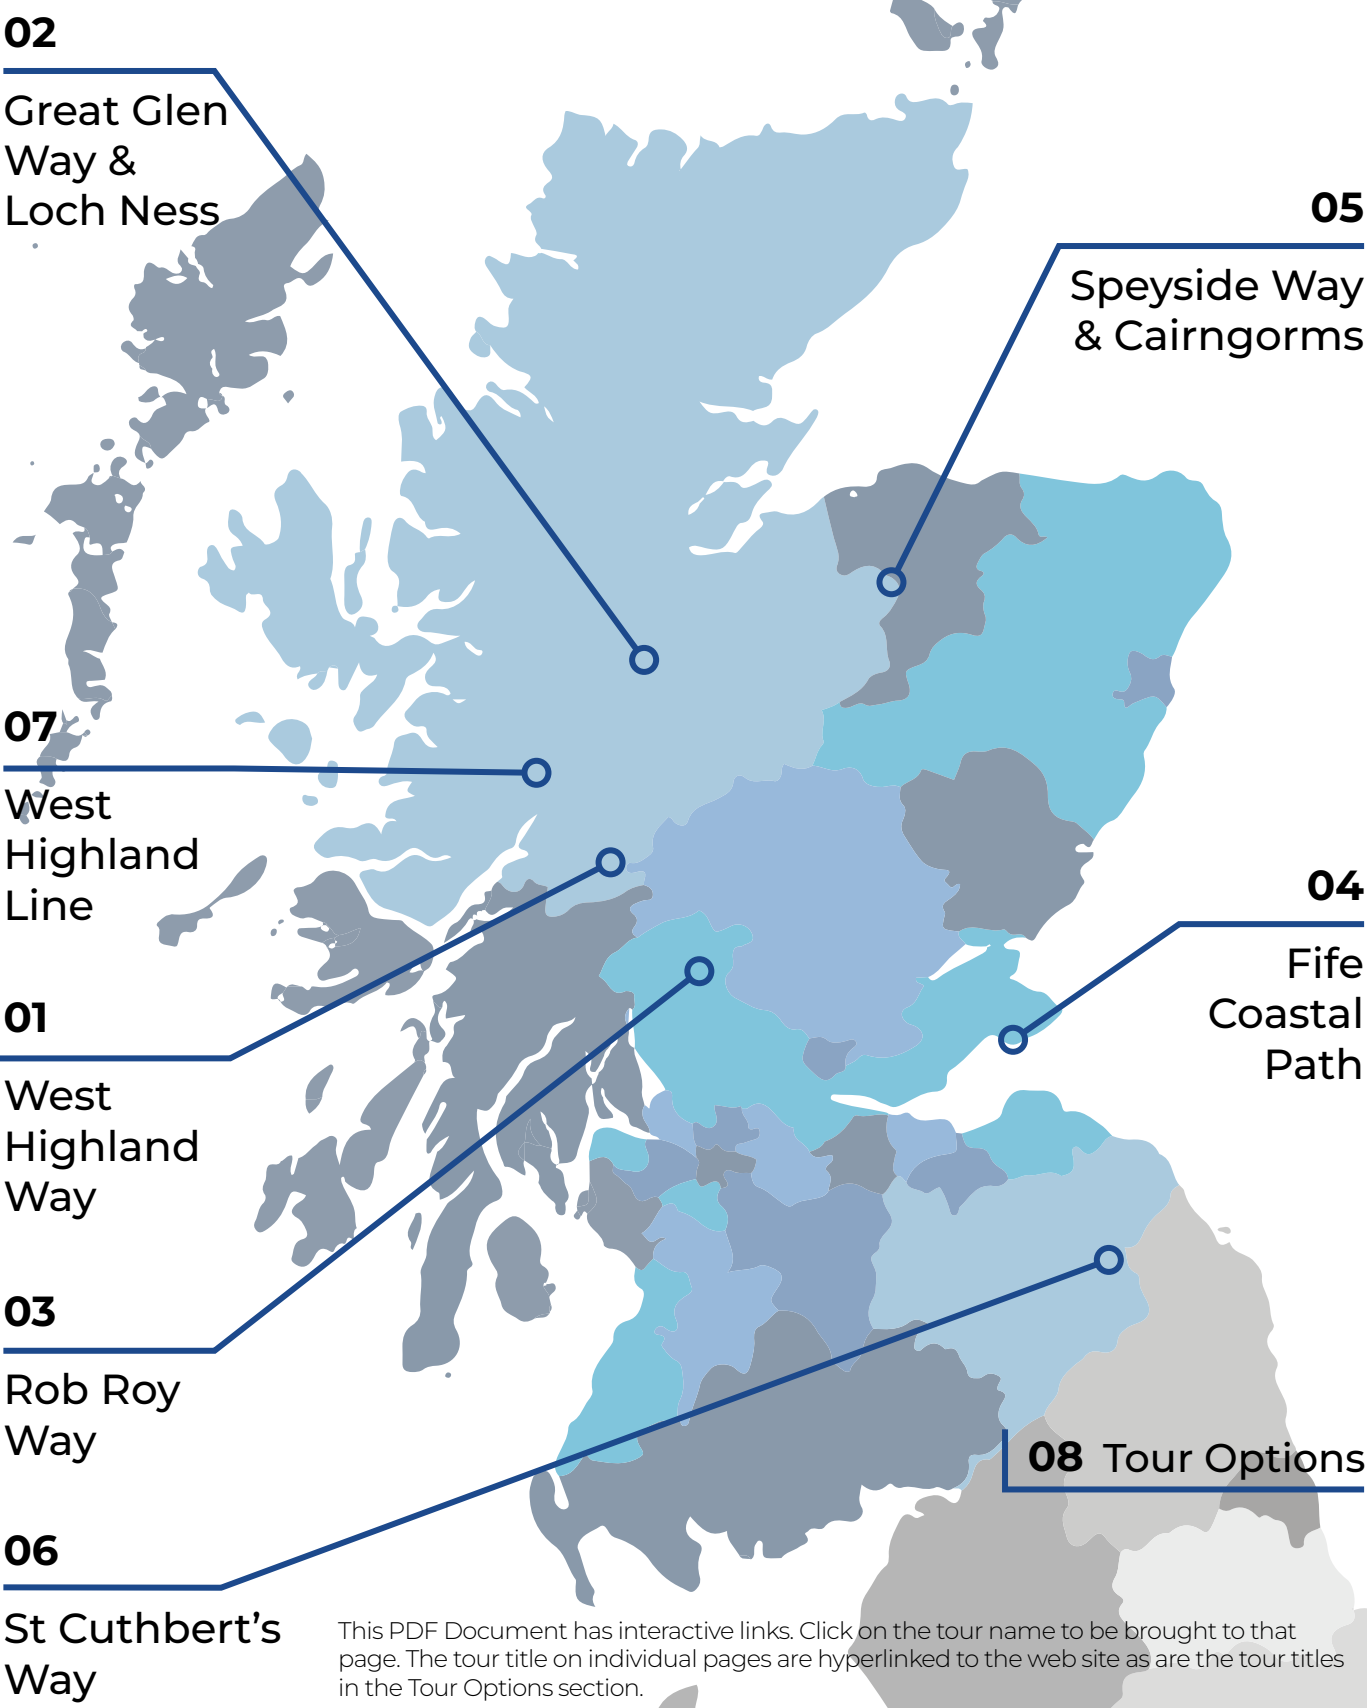 02
Great Glen
Way &
Loch Ness
05
Speyside Way
& Cairngorms
07
West
Highland
Line
04
Fife
Coastal
Path
01
West
Highland
Way
03
Rob Roy
Way
08 Tour Options
06
St Cuthbert’s
Way
This PDF Document has interactive links. Click on the tour name to be brought to that
page. The tour title on individual pages are hyperlinked to the web site as are the tour titles
in the Tour Options section.